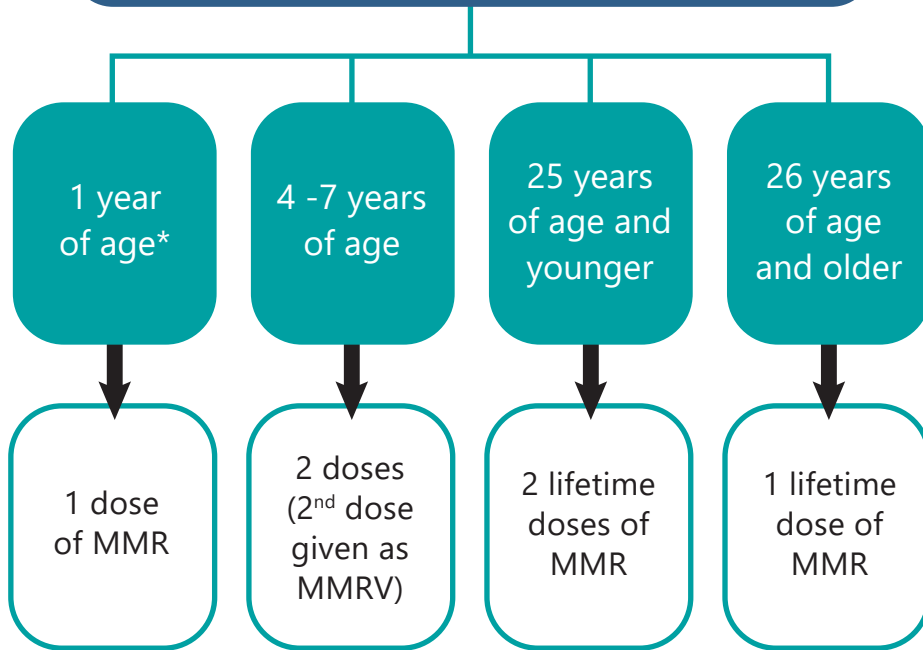 1 year
of age*
4 -7 years
of age
25 years
of age and
younger
26 years
of age
and older
1 dose
of MMR
2 doses
(2nd dose
given as
MMRV)
2 lifetime
doses of
MMR
1 lifetime
dose of
MMR